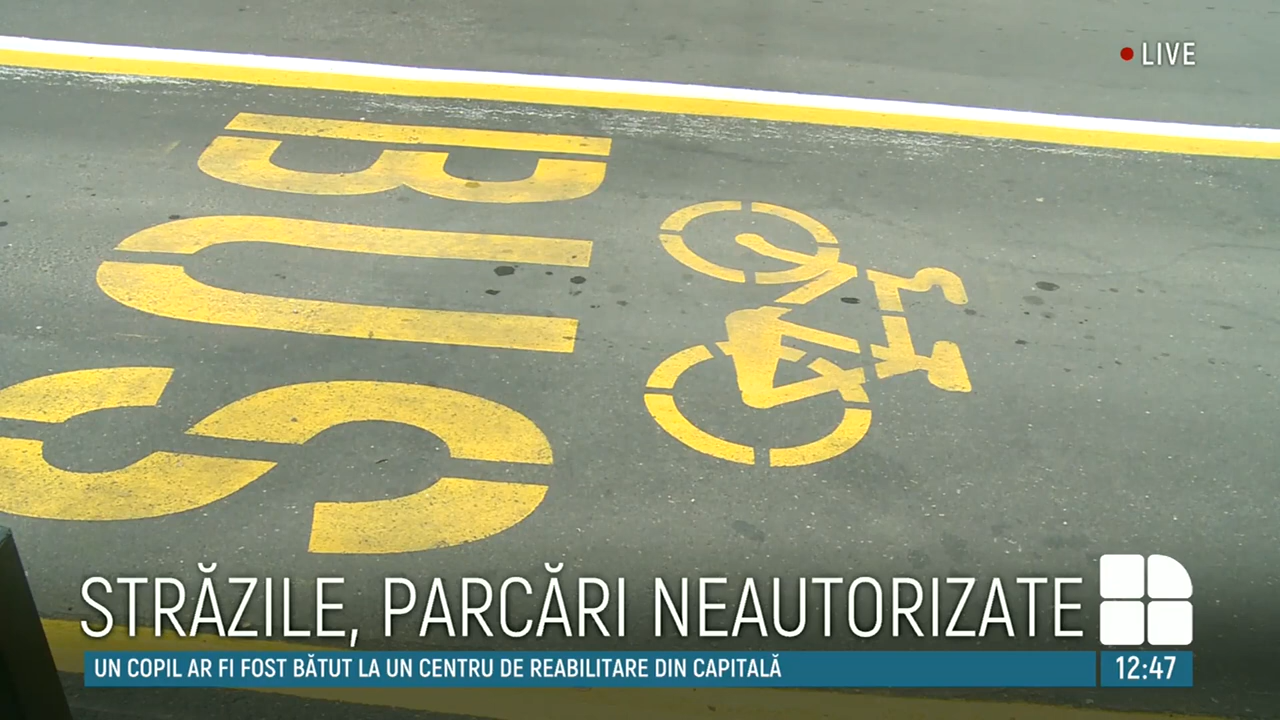 LIVE
BUS
STRĂZILE, PARCĂRI NEAUTORIZATE
UN COPIL AR FI FOST BĂTUT LA UN CENTRU DE REABILITARE DIN CAPITALĂ
12:47